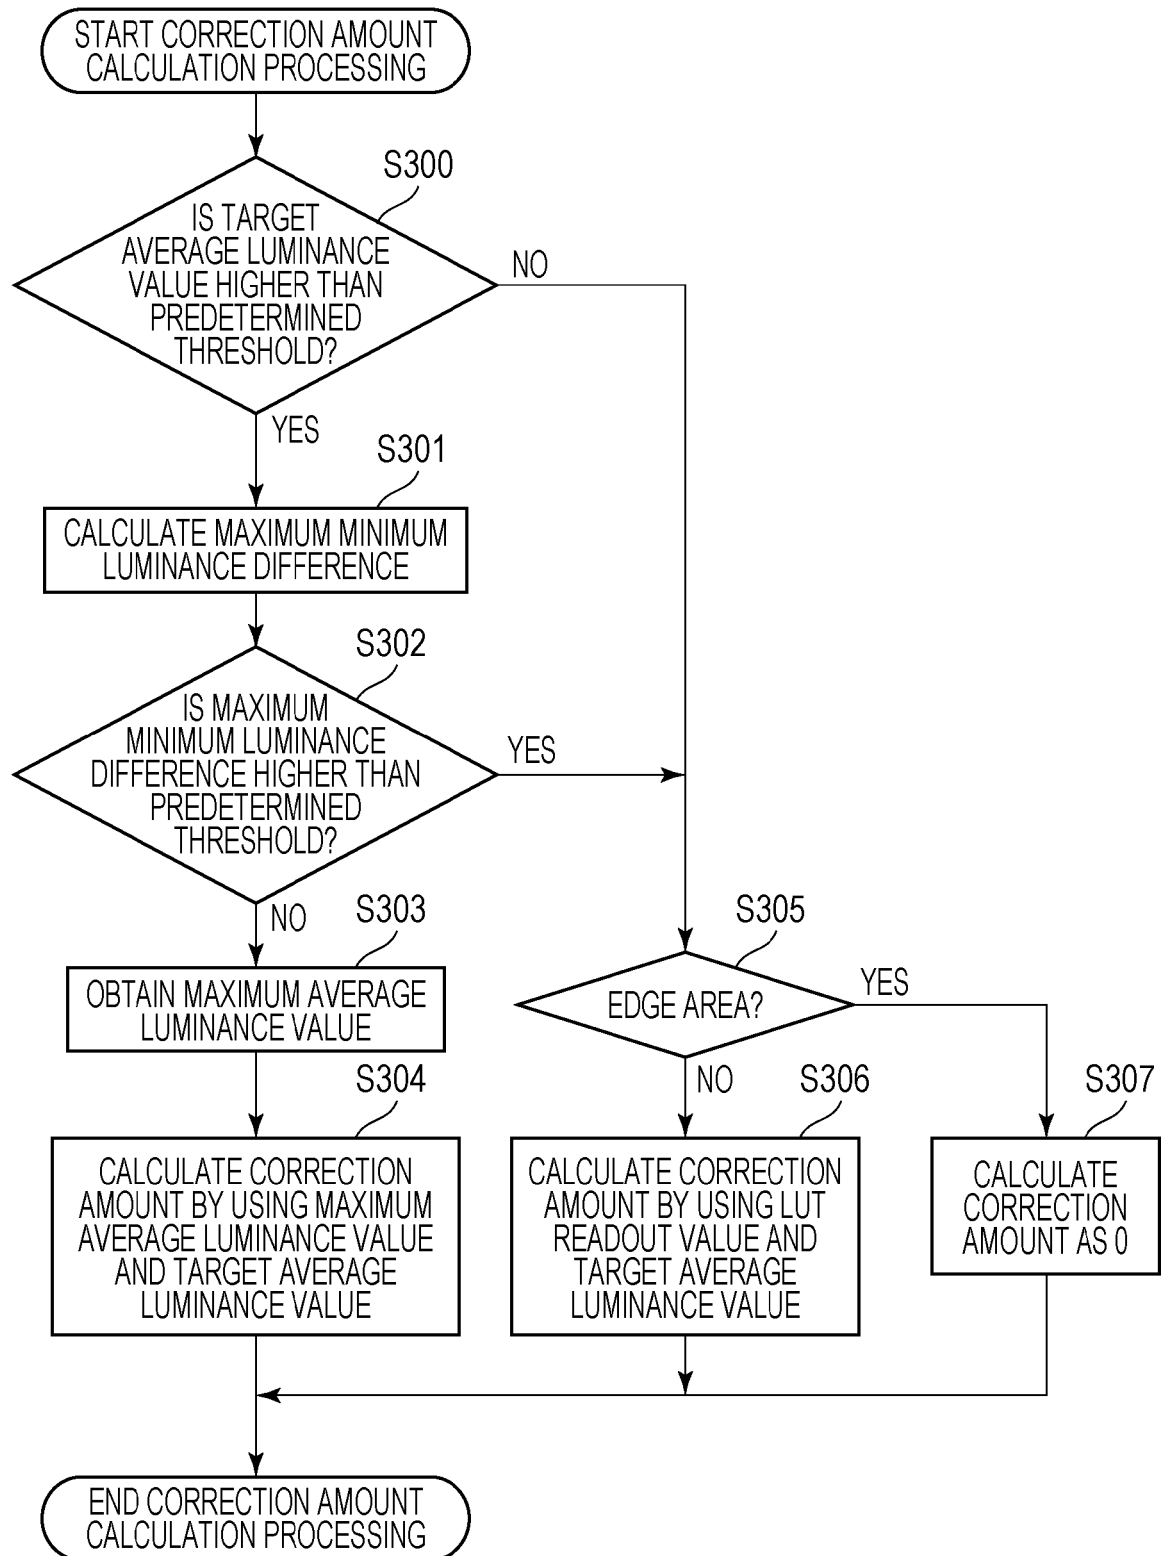 START CORRECTION AMOUNT
CALCULATION PROCESSING
S300
IS TARGET
AVERAGE LUMINANCE
VALUE HIGHER THAN
PREDETERMINED
THRESHOLD?
NO
YES
S301
CALCULATE MAXIMUM MINIMUM
LUMINANCE DIFFERENCE
S302
IS MAXIMUM
MINIMUM LUMINANCE
DIFFERENCE HIGHER THAN
PREDETERMINED
THRESHOLD?
YES
NO
S303
OBTAIN MAXIMUM AVERAGE
LUMINANCE VALUE
S305
EDGE AREA?
YES
NO
S304
CALCULATE CORRECTION
AMOUNT BY USING MAXIMUM
AVERAGE LUMINANCE VALUE
AND TARGET AVERAGE
LUMINANCE VALUE
S306
CALCULATE CORRECTION
AMOUNT BY USING LUT
READOUT VALUE AND
TARGET AVERAGE
LUMINANCE VALUE
S307
CALCULATE
CORRECTION
AMOUNT AS 0
END CORRECTION AMOUNT
CALCULATION PROCESSING